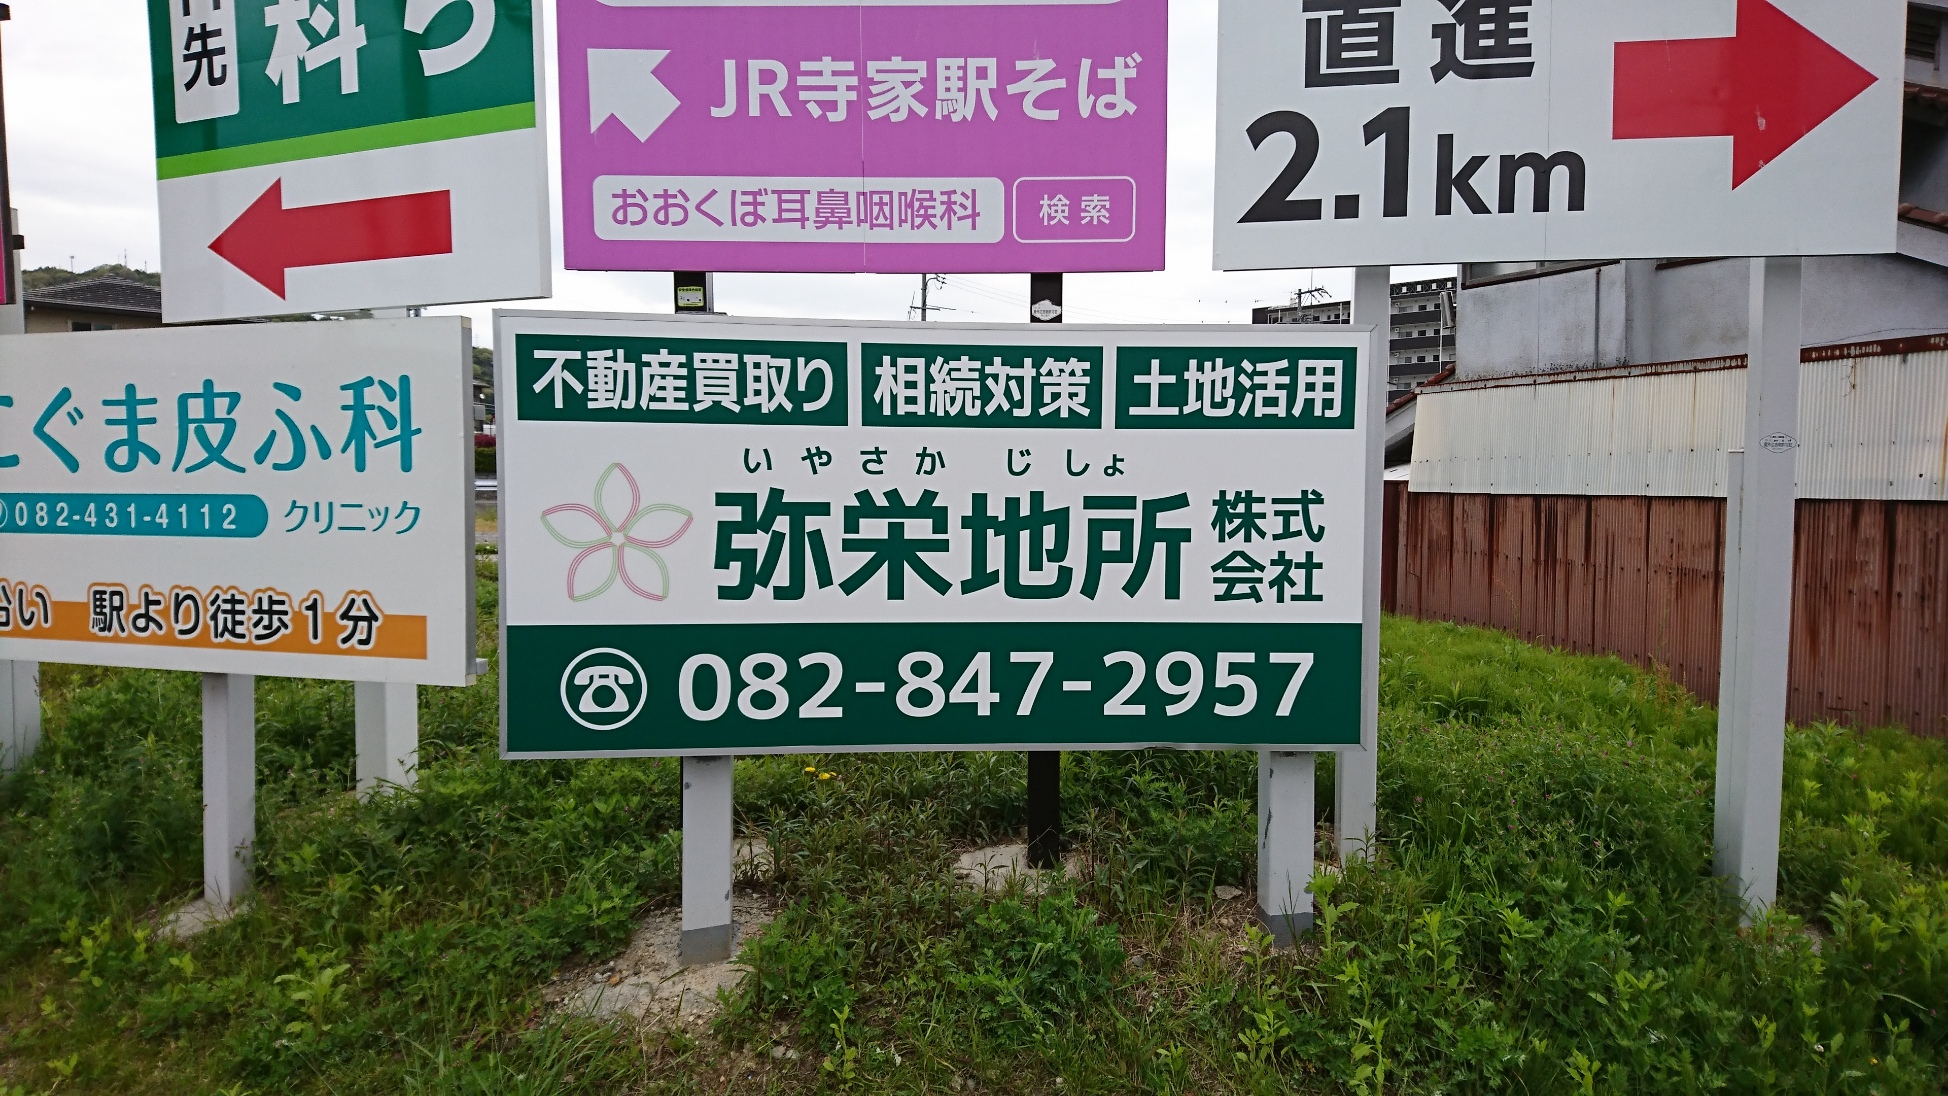 先
科
JR寺家駅そば
おおくぼ耳鼻咽喉科
検索
直進
2.1km
ぐま皮ふ科
082-431-4112
クリニック
沿い 駅より徒歩1分
不動産買取り
相続対策
土地活用
いやさか じしょ
弥栄地所
株式
会社
082-847-2957